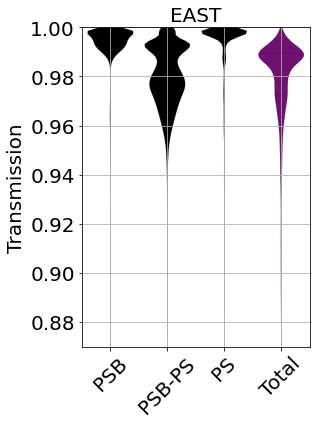 EAST
Transmission
1.00
0.98
0.96
0.94
0.92
0.90
0.88
PSB
PSB-PS
PS
Total